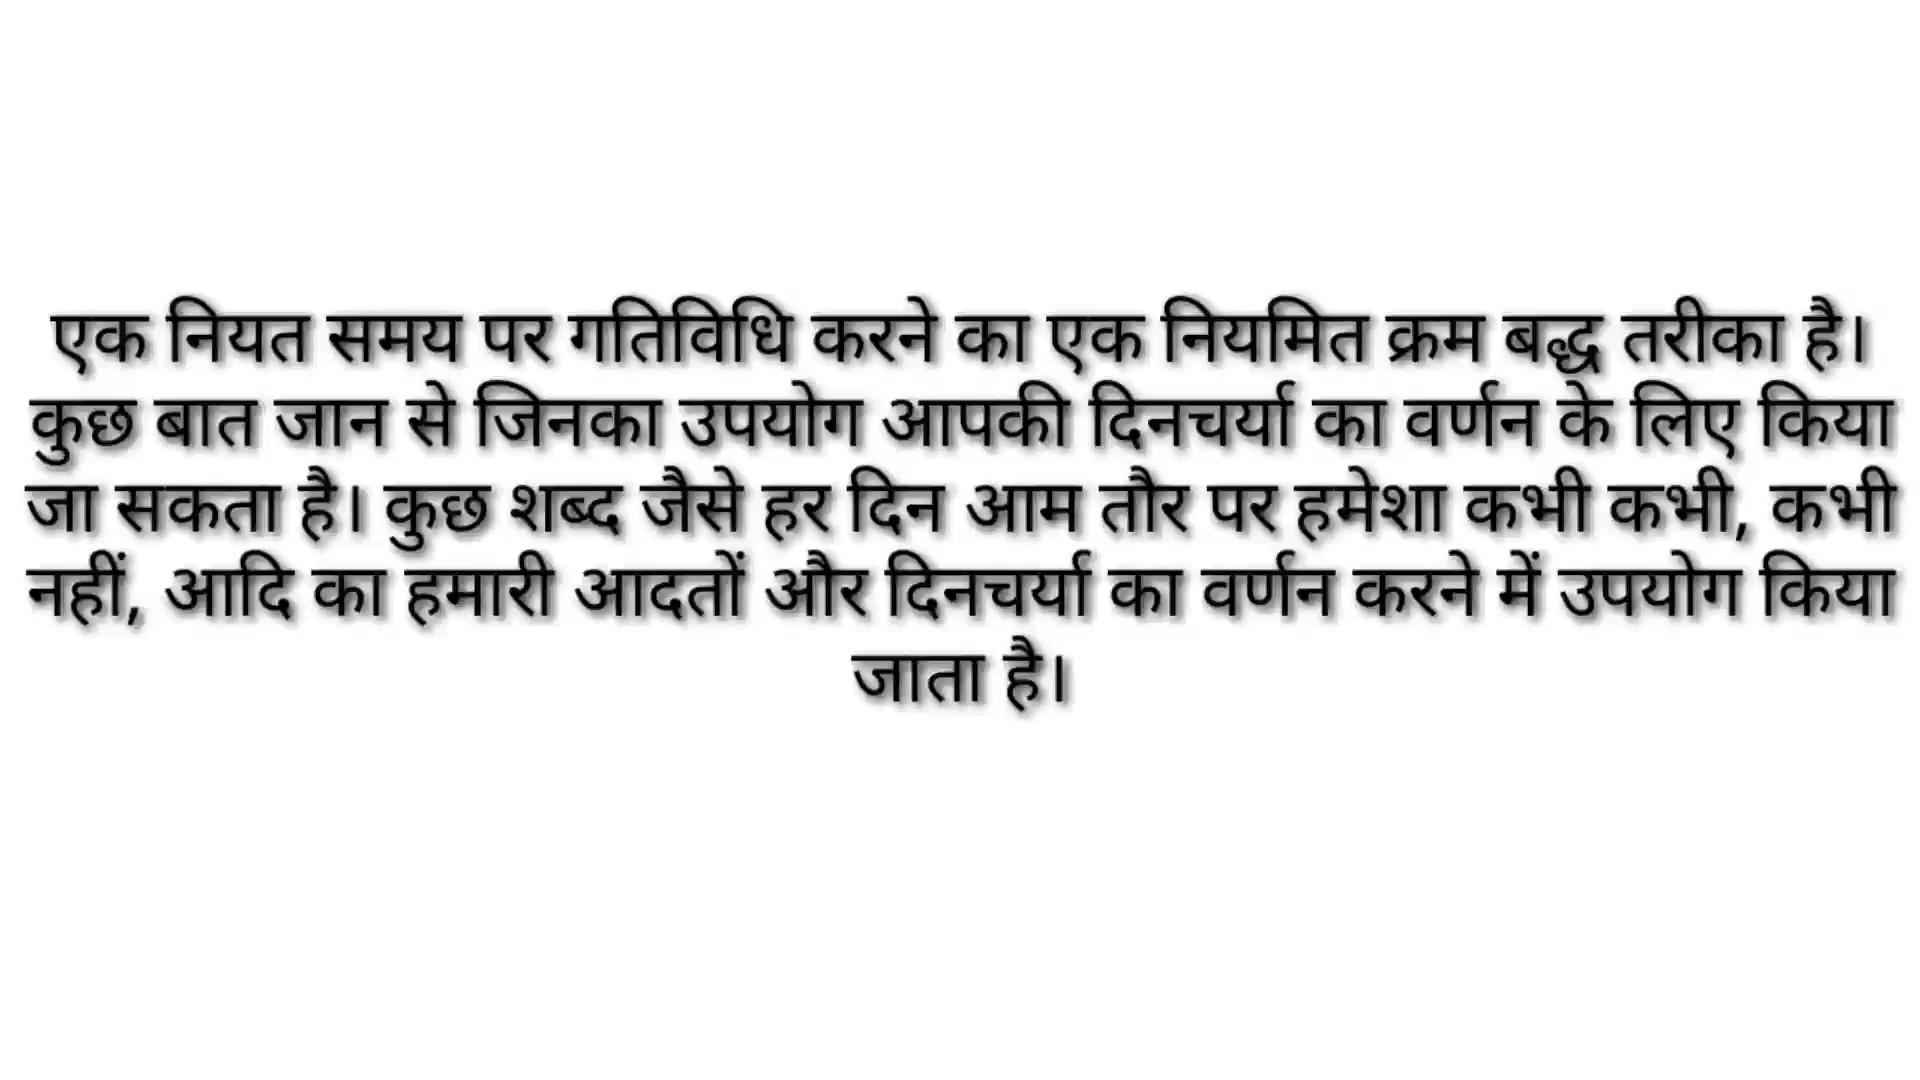 एक नियत समय पर गतिविधि करने का एक नियमित क्रम बद्ध तरीका है।
कुछ बात जान से जिनका उपयोग आपकी दिनचर्या का वर्णन के लिए किया
जा सकता है। कुछ शब्द जैसे हर दिन आम तौर पर हमेशा कभी कभी, कभी
नहीं, आदि का हमारी आदतों और दिनचर्या का वर्णन करने में उपयोग किया
जाता है।